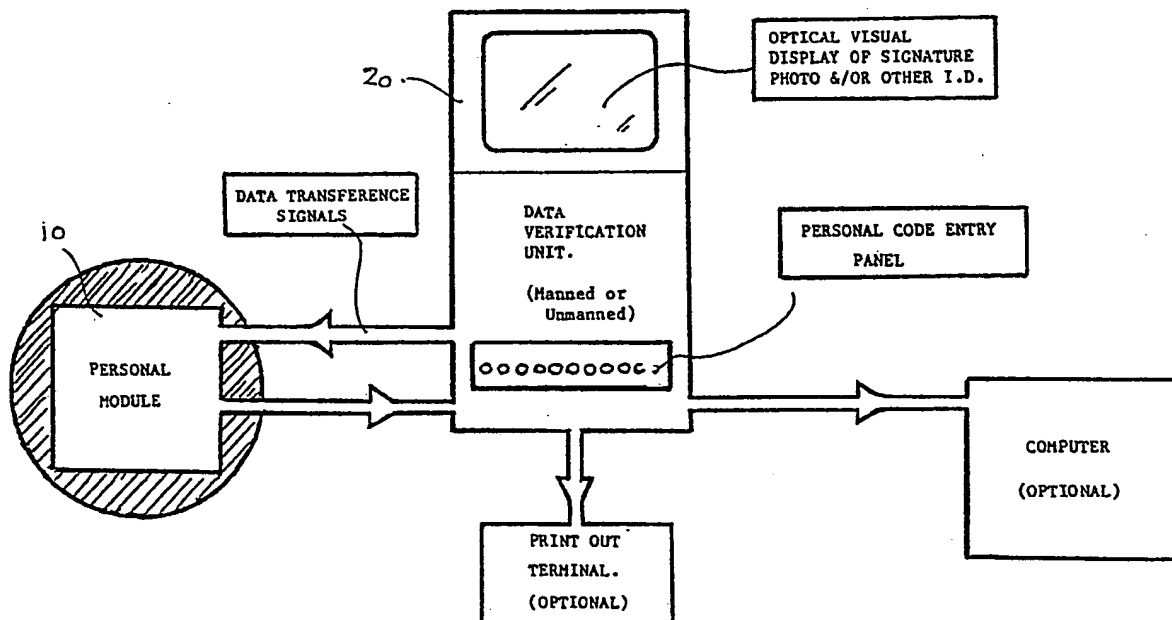 OPTICAL VISUAL
DISPLAY OF SIGNATURE
PHOTO &/OR OTHER I.D.
20
DATA TRANSFERENCE
SIGNALS
DATA
VERIFICATION
UNIT.
(Manned or
Unmanned)
PERSONAL CODE ENTRY
PANEL
10
PERSONAL
MODULE
COMPUTER
(OPTIONAL)
PRINT OUT
TERMINAL.
(OPTIONAL)